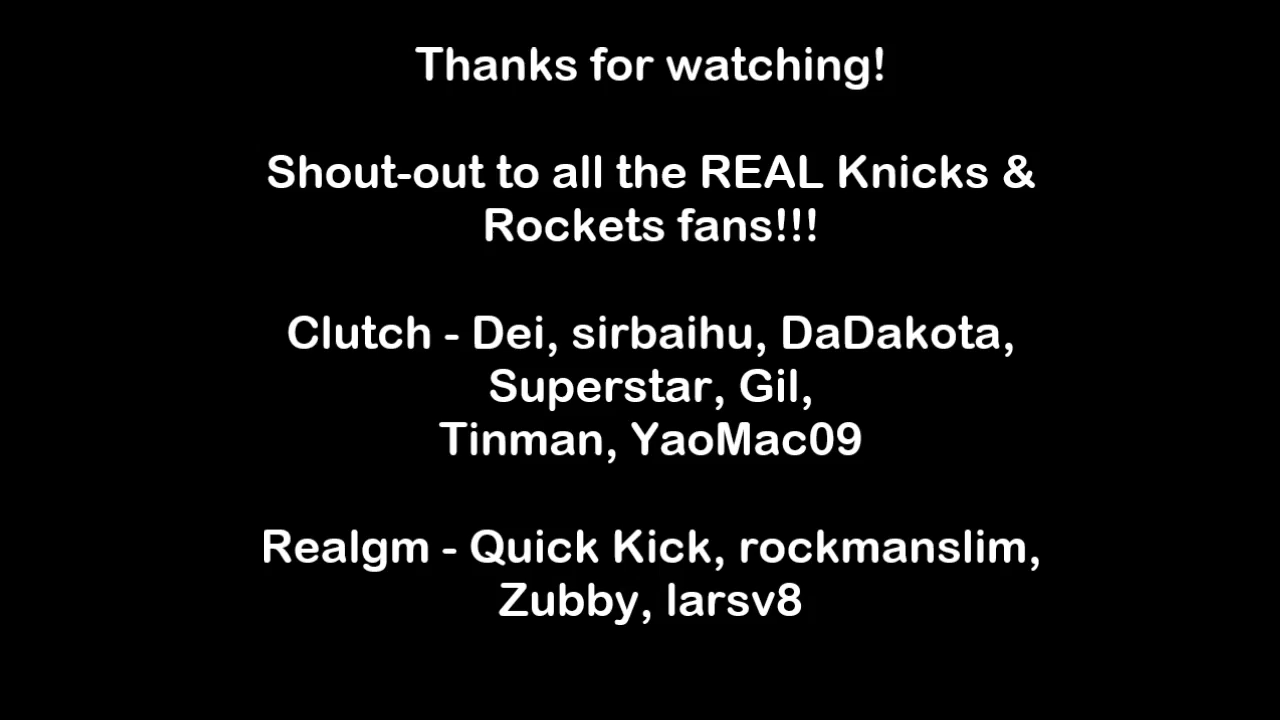 Thanks for watching!
Shout-out to all the REAL Knicks &
Rockets fans!!!
Clutch - Dei, sirbaihu, DaDakota,
Superstar, Gil,
Tinman, YaoMac09
Realgm - Quick Kick, rockmanslim,
Zubby, larsv8